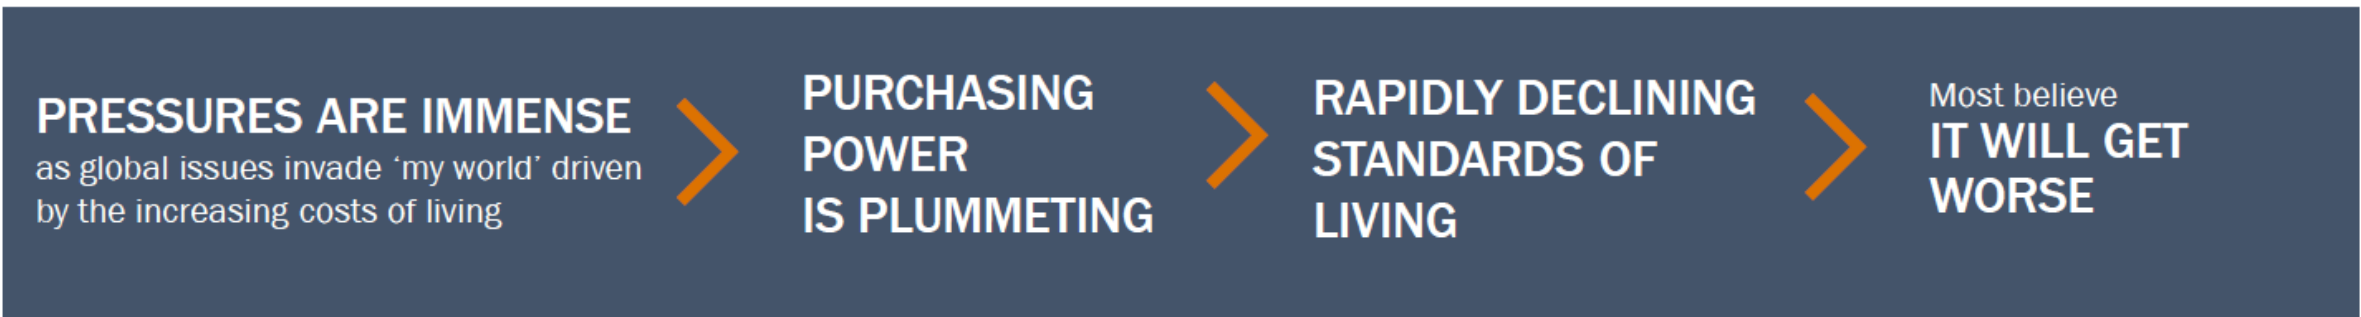 PRESSURES ARE IMMENSE
as global issues invade ‘my world’ driven
by the increasing costs of living
PURCHASING
POWER
IS PLUMMETING
RAPIDLY DECLINING
STANDARDS OF
LIVING
Most believe
IT WILL GET
WORSE